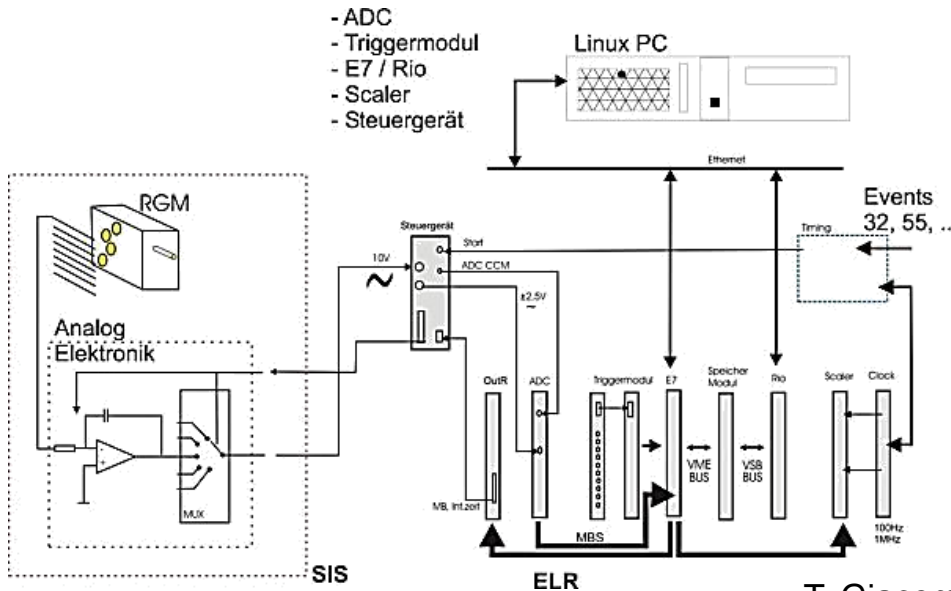 - ADC
- Triggermodul
- E7 / Rio
- Scaler
- Steuergerät
Linux PC
Ethernet
RGM
Steuergerät
Start
ADC CCM
10V
~
±2,5V
~
Timing
Events
32, 55, ..
Analog
Elektronik
MUX
OutR
ADC
Triggermodul
E7
Speicher
Modul
Rio
Scaler
Clock
VME
BUS
VSB
BUS
MB, Int.zeit
MBS
100Hz
1MHz
SIS
ELR